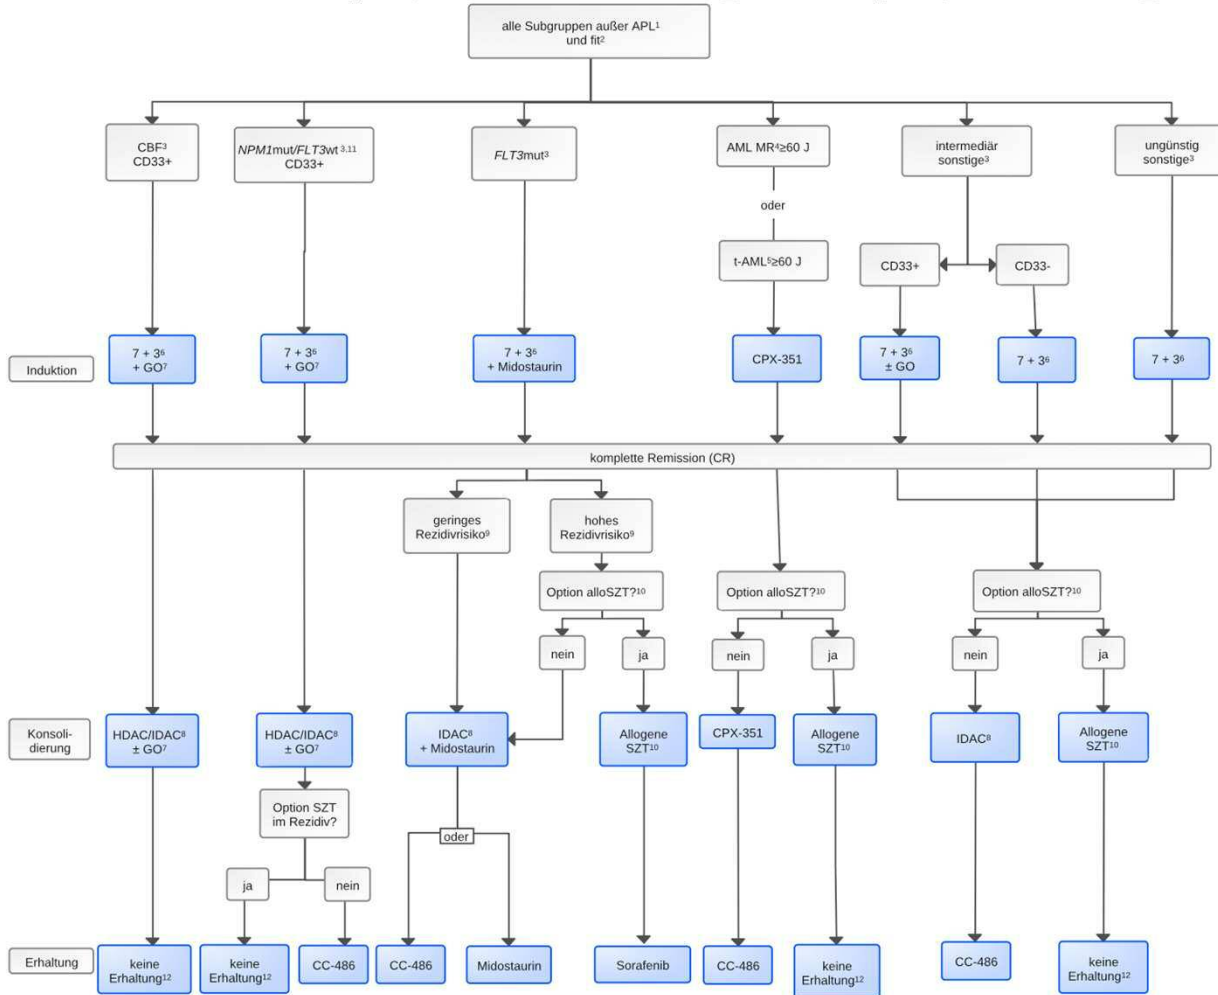 alle Subgruppen außer APL¹
und fit²
CBF³
CD33+
NPM1mut/FLT3wt ³,¹¹
CD33+
FLT3mut³
AML MR⁴≥60 J
intermediär
sonstige³
ungünstig
sonstige³
oder
t-AML⁵≥60 J
CD33+
CD33-
Induktion
7 + 3⁶
+ GO⁷
7 + 3⁶
+ GO⁷
7 + 3⁶
+ Midostaurin
CPX-351
7 + 3⁶
± GO
7 + 3⁶
7 + 3⁶
komplette Remission (CR)
geringes
Rezidivrisiko⁹
hohes
Rezidivrisiko⁹
Option alloSZT?¹⁰
Option alloSZT?¹⁰
Option alloSZT?¹⁰
nein
ja
nein
ja
nein
ja
Konsoli-
dierung
HDAC/IDAC⁸
± GO⁷
HDAC/IDAC⁸
± GO⁷
IDAC⁸
+ Midostaurin
Allogene
SZT¹⁰
CPX-351
Allogene
SZT¹⁰
IDAC⁸
Allogene
SZT¹⁰
Option SZT
im Rezidiv?
oder
ja
nein
Erhaltung
keine
Erhaltung¹²
keine
Erhaltung¹²
CC-486
CC-486
Midostaurin
Sorafenib
CC-486
keine
Erhaltung¹²
CC-486
keine
Erhaltung¹²